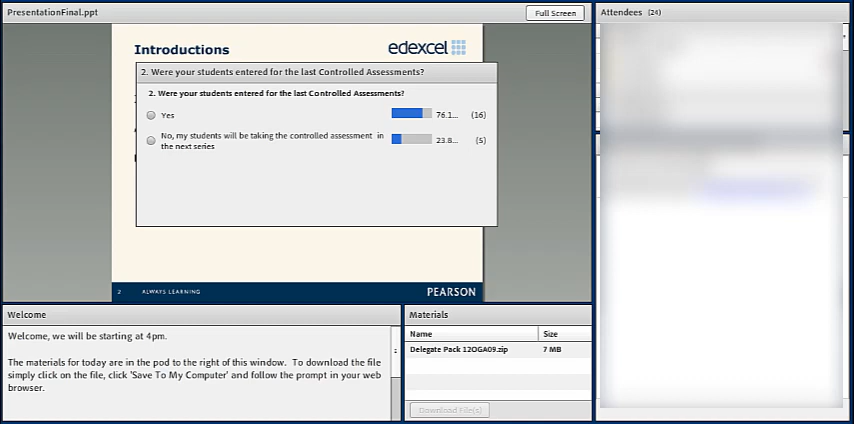 PresentationFinal.ppt
Full Screen
Introductions
edexcel
2. Were your students entered for the last Controlled Assessments?
2. Were your students entered for the last Controlled Assessments?
Yes
76.1... (16)
No, my students will be taking the controlled assessment in
the next series
23.8... (5)
2 ALWAYS LEARNING
PEARSON
Attendees (24)
Welcome
Welcome, we will be starting at 4pm.
The materials for today are in the pod to the right of this window. To download the file
simply click on the file, click 'Save To My Computer' and follow the prompt in your web
browser.
Materials
Name Size
Delegate Pack 12OGA09.zip 7 MB
Download File(s)